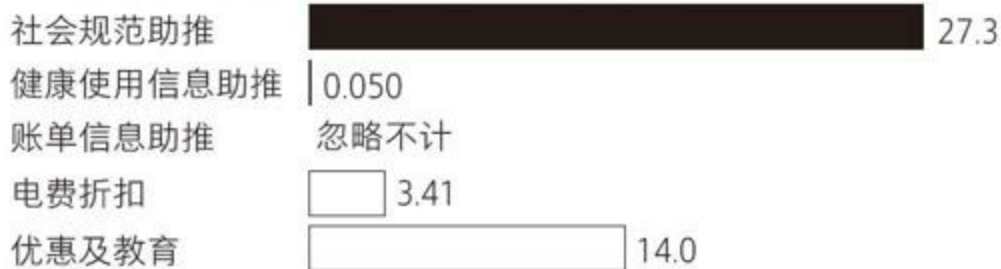 社会规范助推 27.3
健康使用信息助推 0.050
账单信息助推 忽略不计
电费折扣 3.41
优惠及教育 14.0